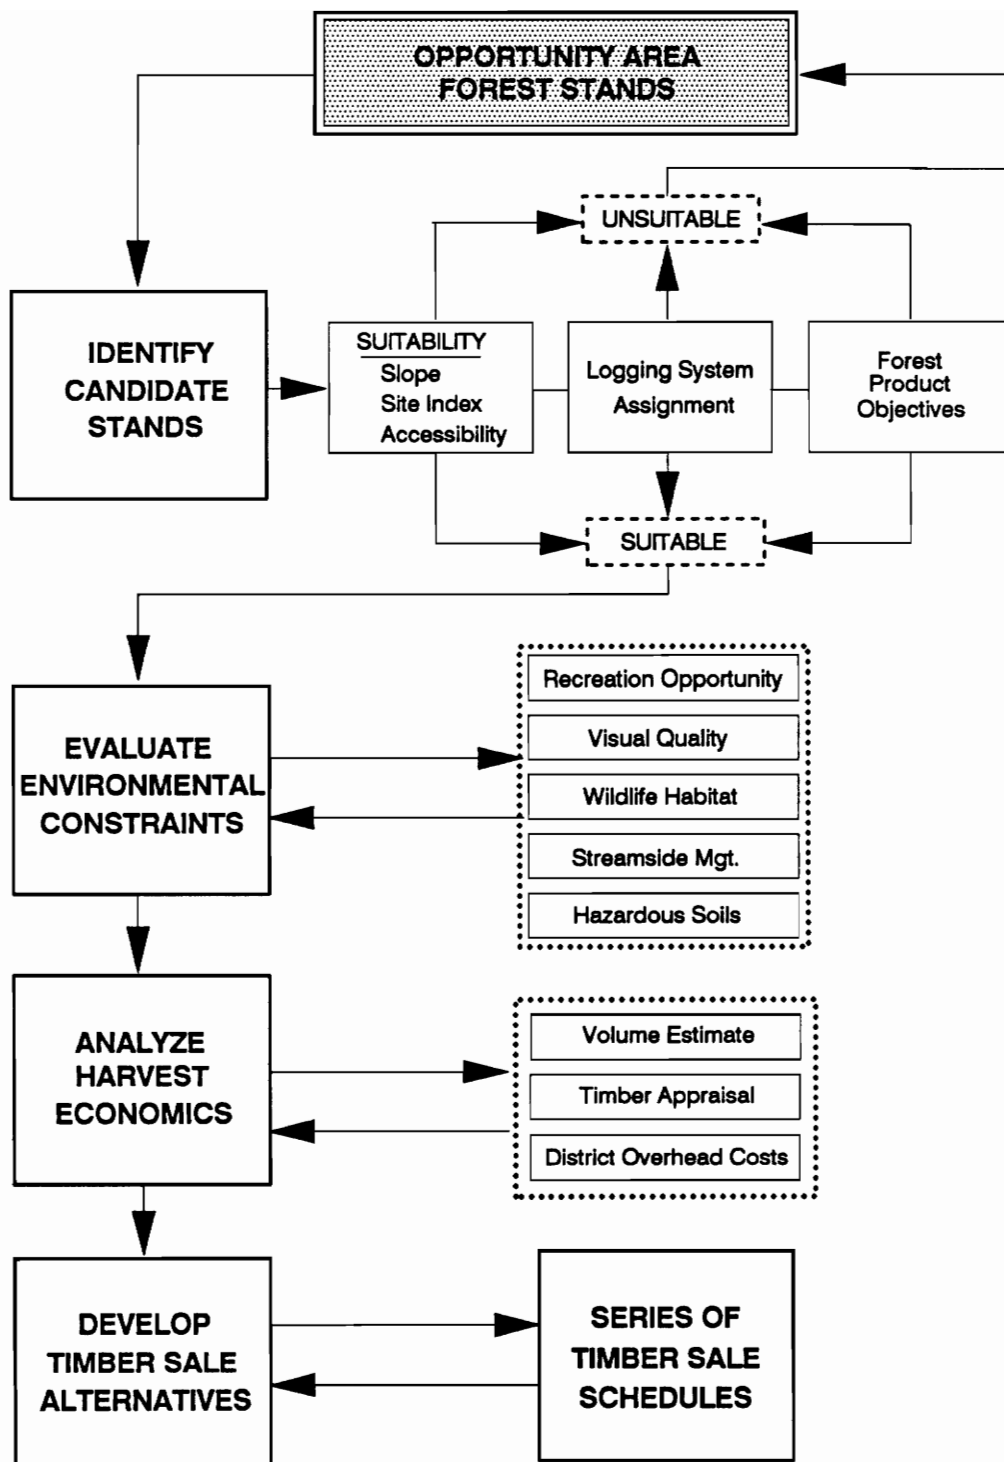 OPPORTUNITY AREA
FOREST STANDS
UNSUITABLE
IDENTIFY
CANDIDATE
STANDS
SUITABILITY
Slope
Site Index
Accessibility
Logging System
Assignment
Forest
Product
Objectives
SUITABLE
EVALUATE
ENVIRONMENTAL
CONSTRAINTS
Recreation Opportunity
Visual Quality
Wildlife Habitat
Streamside Mgt.
Hazardous Soils
ANALYZE
HARVEST
ECONOMICS
Volume Estimate
Timber Appraisal
District Overhead Costs
DEVELOP
TIMBER SALE
ALTERNATIVES
SERIES OF
TIMBER SALE
SCHEDULES